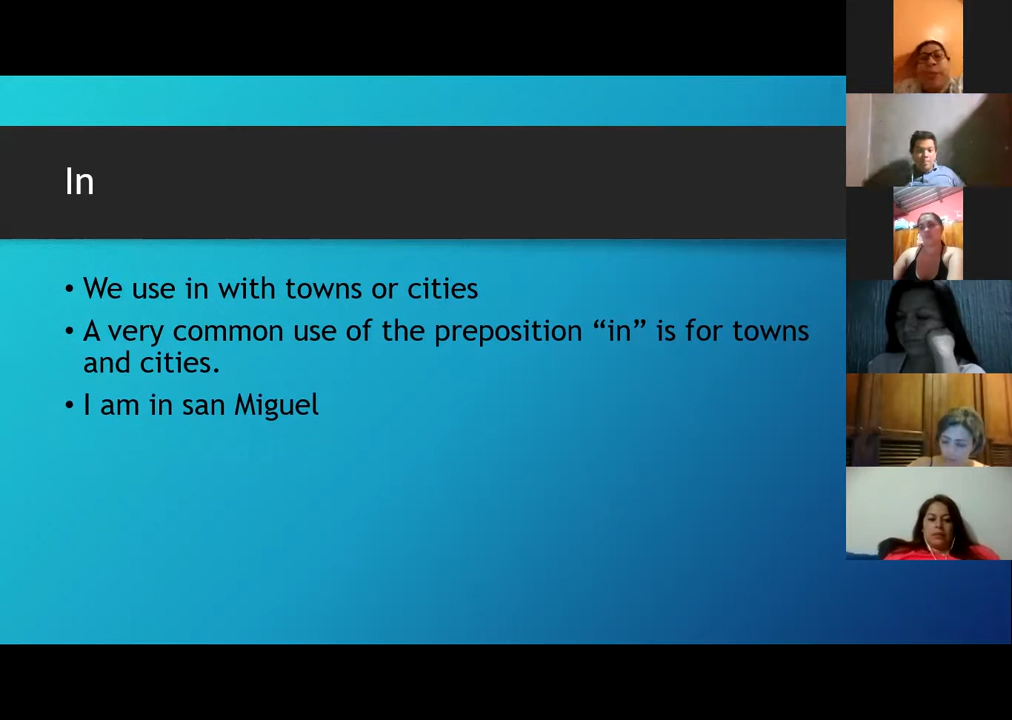 In
• We use in with towns or cities
• A very common use of the preposition “in” is for towns
and cities.
• I am in san Miguel